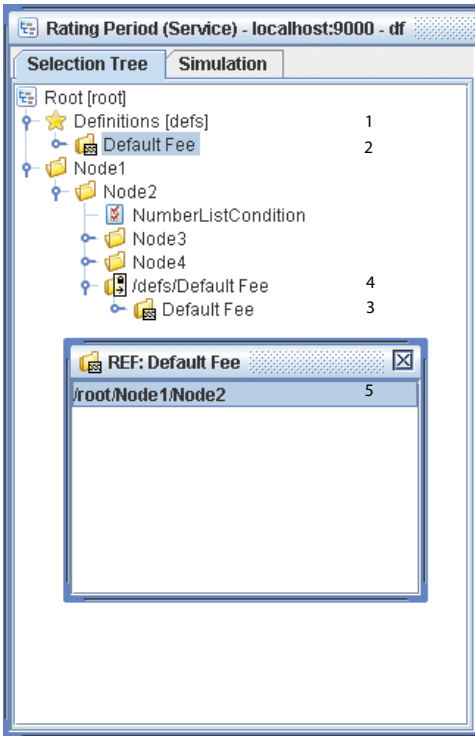 Rating Period (Service) - localhost:9000 - df
Selection Tree Simulation
Root [root]
Definitions [defs] 1
Default Fee 2
Node1
Node2
NumberListCondition
Node3
Node4
/defs/Default Fee 4
Default Fee 3
REF: Default Fee
/root/Node1/Node2 5